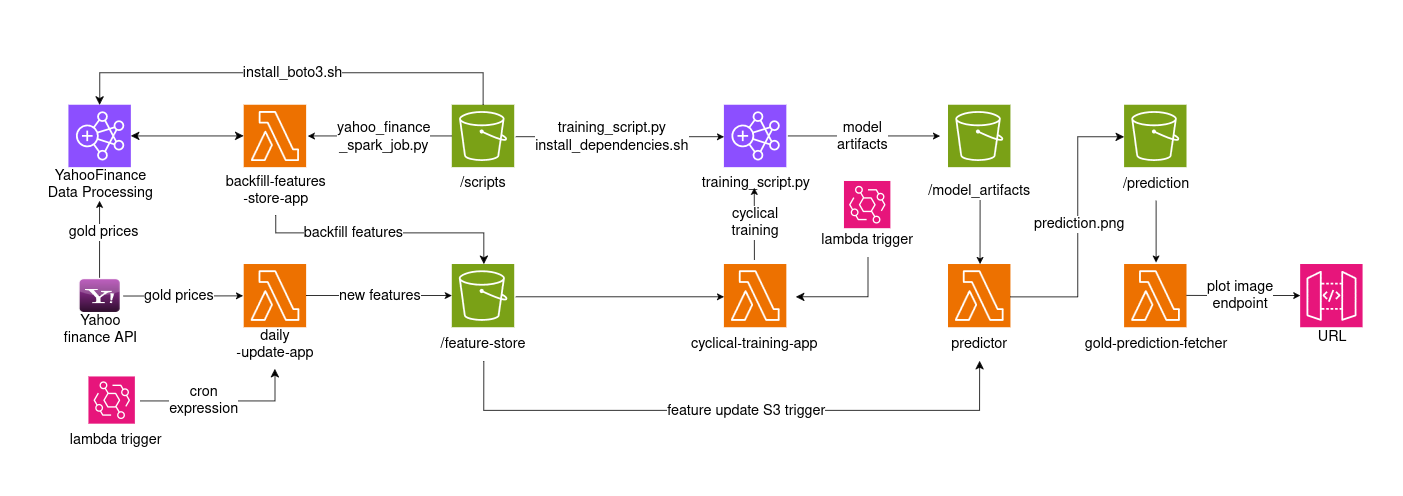 install_boto3.sh
YahooFinance
Data Processing
backfill-features
-store-app
yahoo_finance
_spark_job.py
/scripts
training_script.py
install_dependencies.sh
training_script.py
model
artifacts
/model_artifacts
/prediction
gold prices
backfill features
cyclical
training
lambda trigger
prediction.png
Y!
Yahoo
finance API
gold prices
daily
-update-app
new features
/feature-store
cyclical-training-app
predictor
gold-prediction-fetcher
plot image
endpoint
</>
URL
lambda trigger
cron
expression
feature update S3 trigger